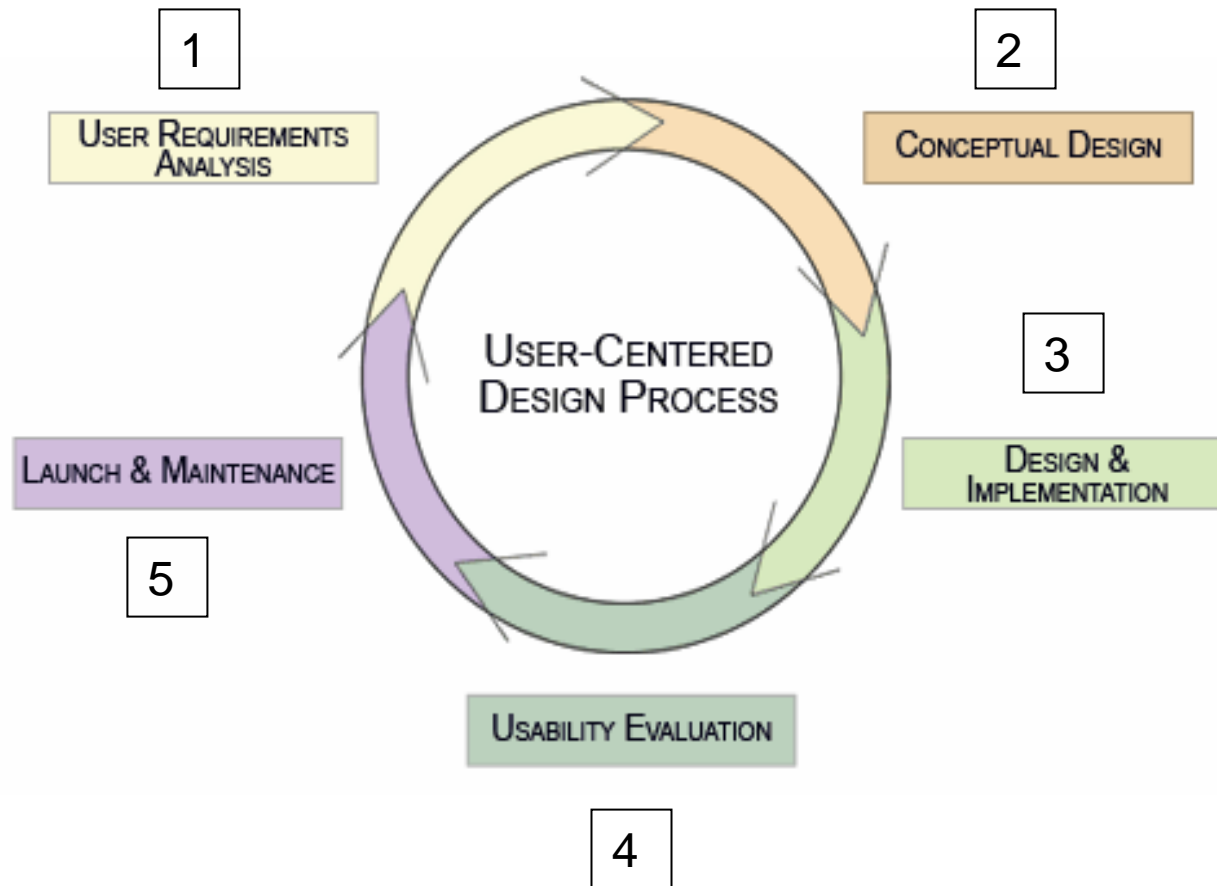 1
USER REQUIREMENTS
ANALYSIS
2
CONCEPTUAL DESIGN
3
DESIGN &
IMPLEMENTATION
USER-CENTERED
DESIGN PROCESS
LAUNCH & MAINTENANCE
5
USABILITY EVALUATION
4